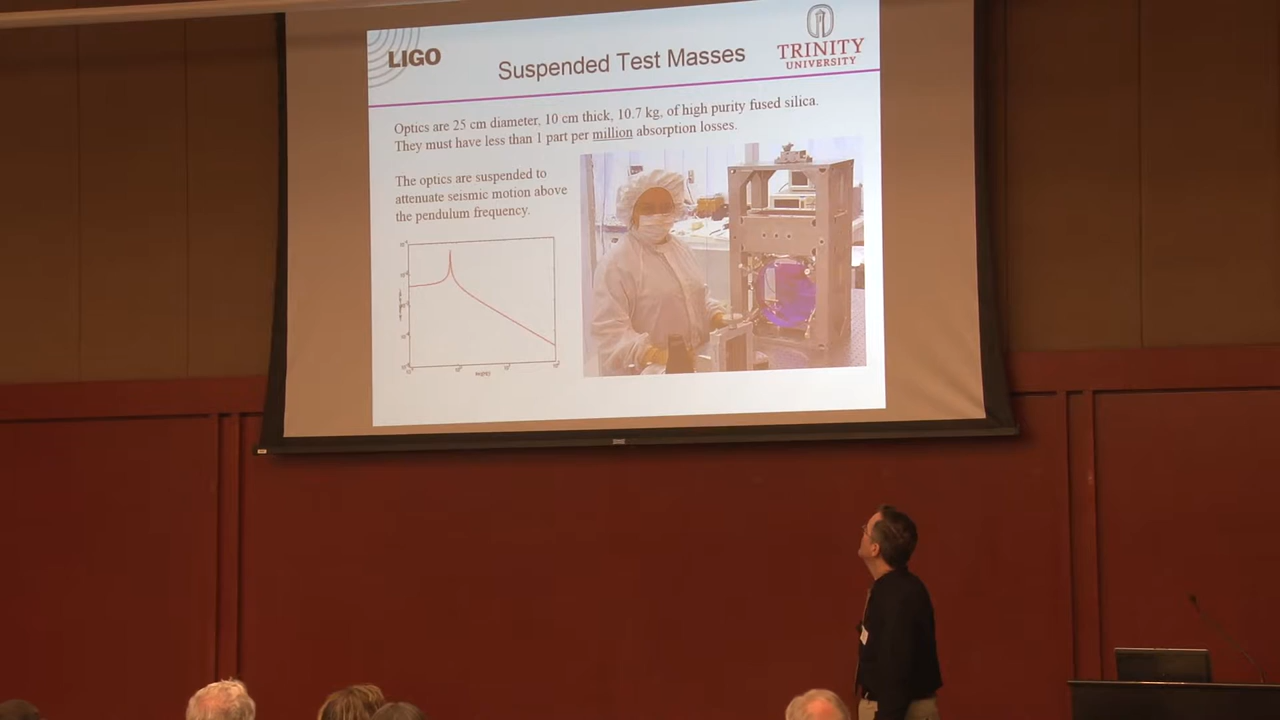 LIGO
Suspended Test Masses
TRINITY
UNIVERSITY
Optics are 25 cm diameter, 10 cm thick, 10.7 kg, of high purity fused silica.
They must have less than 1 part per million absorption losses.
The optics are suspended to
attenuate seismic motion above
the pendulum frequency.